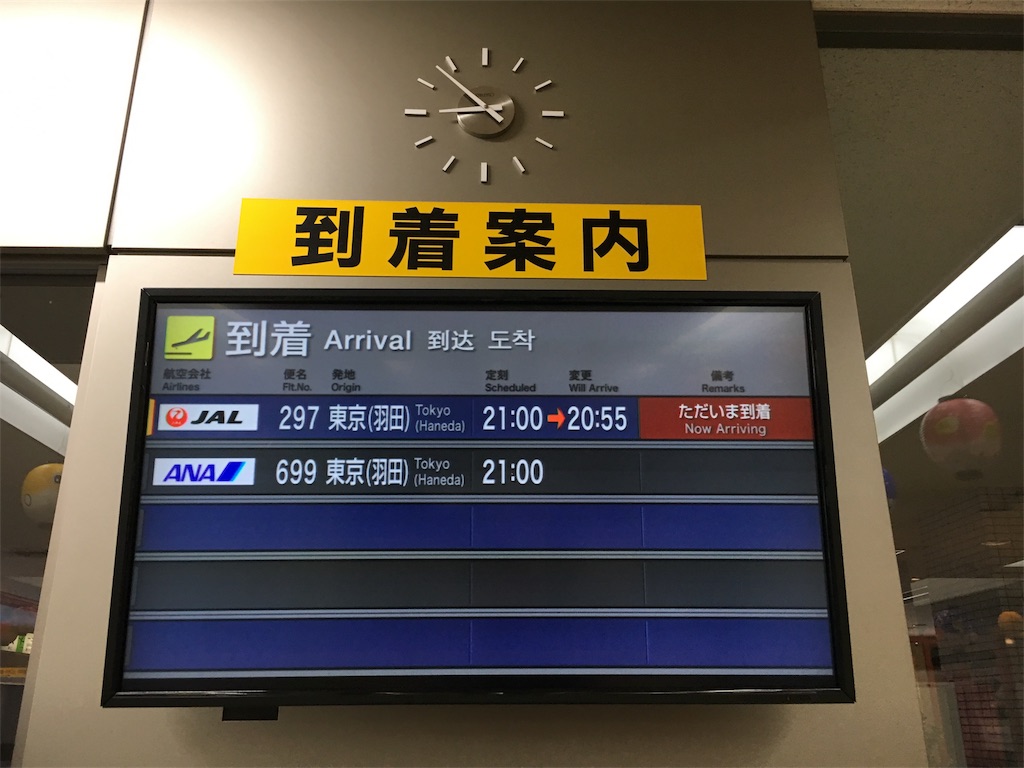 到着案内
到着 Arrival 到达 도착
航空会社 便名 発地 定刻 変更 備考
Airlines Flt.No. Origin Scheduled Will Arrive Remarks
JAL 297 東京(羽田) Tokyo (Haneda) 21:00➡20:55 ただいま到着 Now Arriving
ANA 699 東京(羽田) Tokyo (Haneda) 21:00